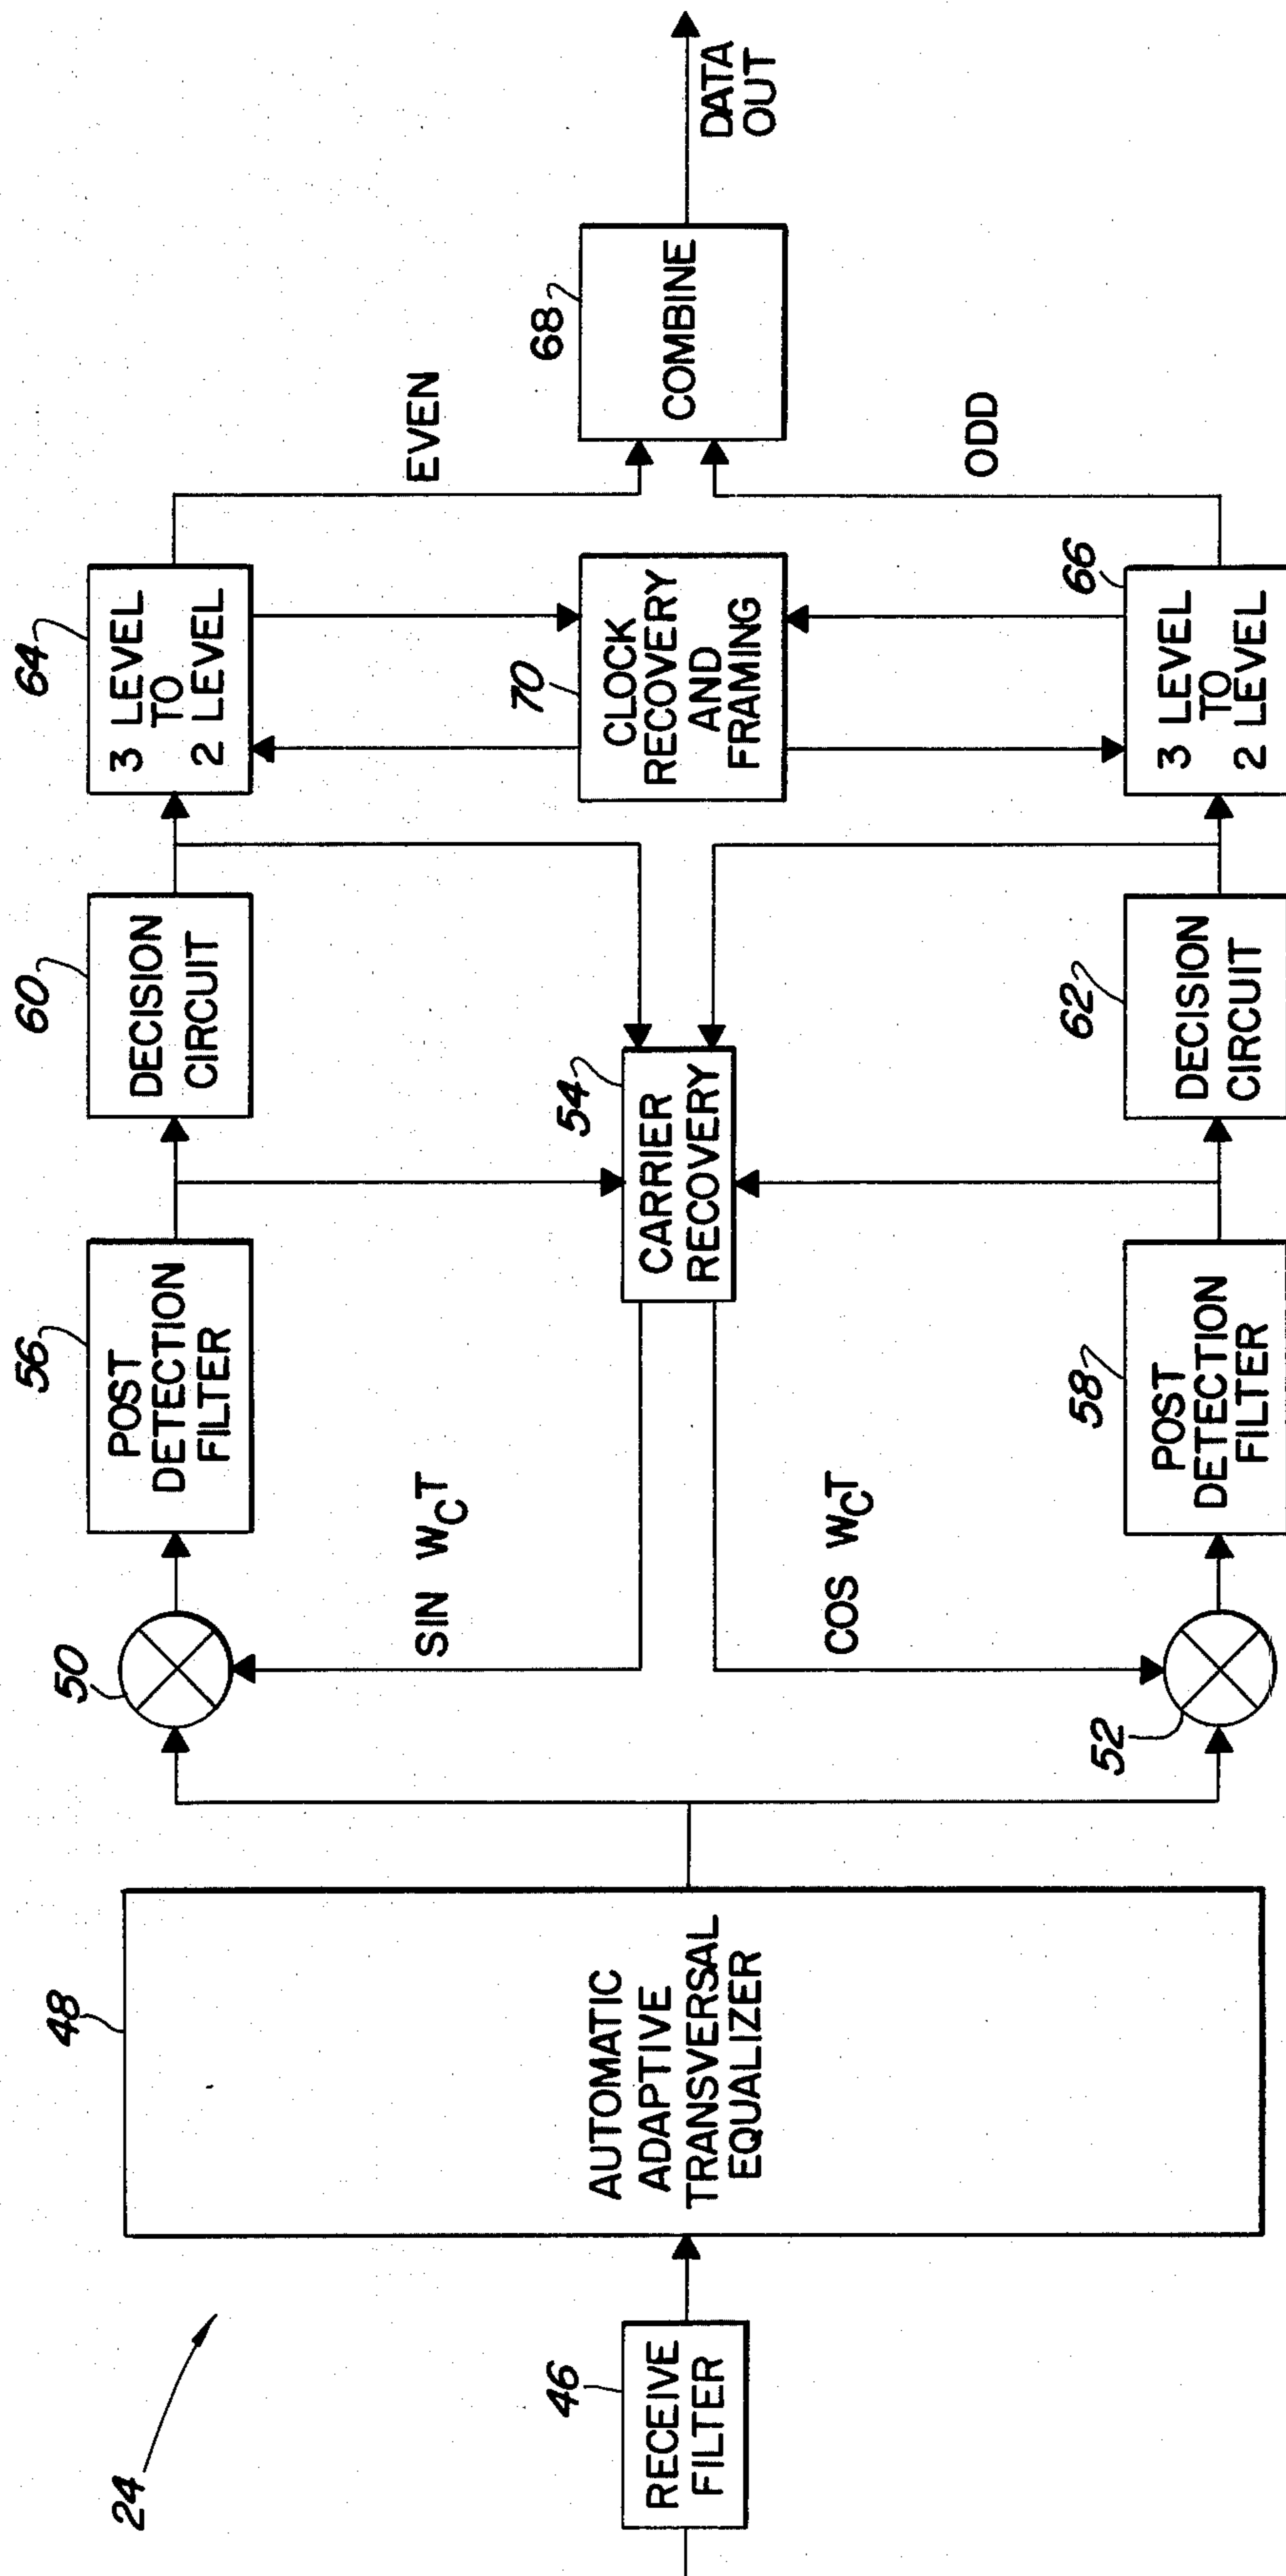 24
46
RECEIVE
FILTER
48
AUTOMATIC
ADAPTIVE
TRANSVERSAL
EQUALIZER
50
SIN WCT
52
COS WCT
56
POST
DETECTION
FILTER
58
POST
DETECTION
FILTER
54
CARRIER
RECOVERY
60
DECISION
CIRCUIT
62
DECISION
CIRCUIT
64
3 LEVEL
TO
2 LEVEL
70
CLOCK
RECOVERY
AND
FRAMING
66
3 LEVEL
TO
2 LEVEL
EVEN
ODD
68
COMBINE
DATA
OUT